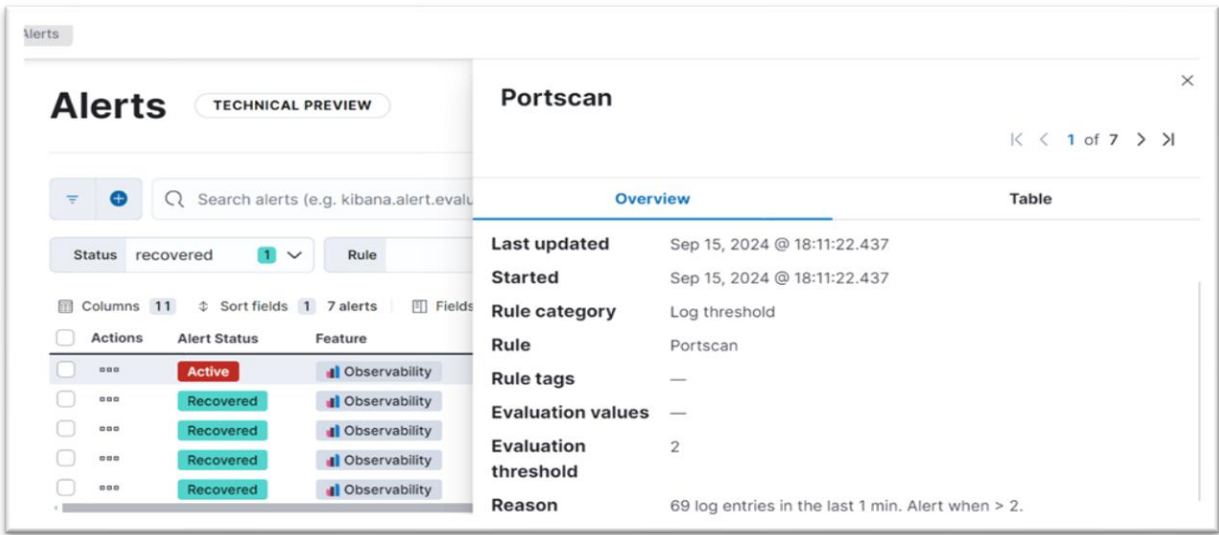 Alerts
Alerts TECHNICAL PREVIEW
Search alerts (e.g. kibana.alert.evalu
Status recovered 1 Rule
Columns 11 Sort fields 1 7 alerts Fields
Actions Alert Status Feature
Active Observability
Recovered Observability
Recovered Observability
Recovered Observability
Recovered Observability
Portscan
1 of 7
Overview Table
Last updated Sep 15, 2024 @ 18:11:22.437
Started Sep 15, 2024 @ 18:11:22.437
Rule category Log threshold
Rule Portscan
Rule tags —
Evaluation values —
Evaluation 2
threshold
Reason 69 log entries in the last 1 min. Alert when > 2.